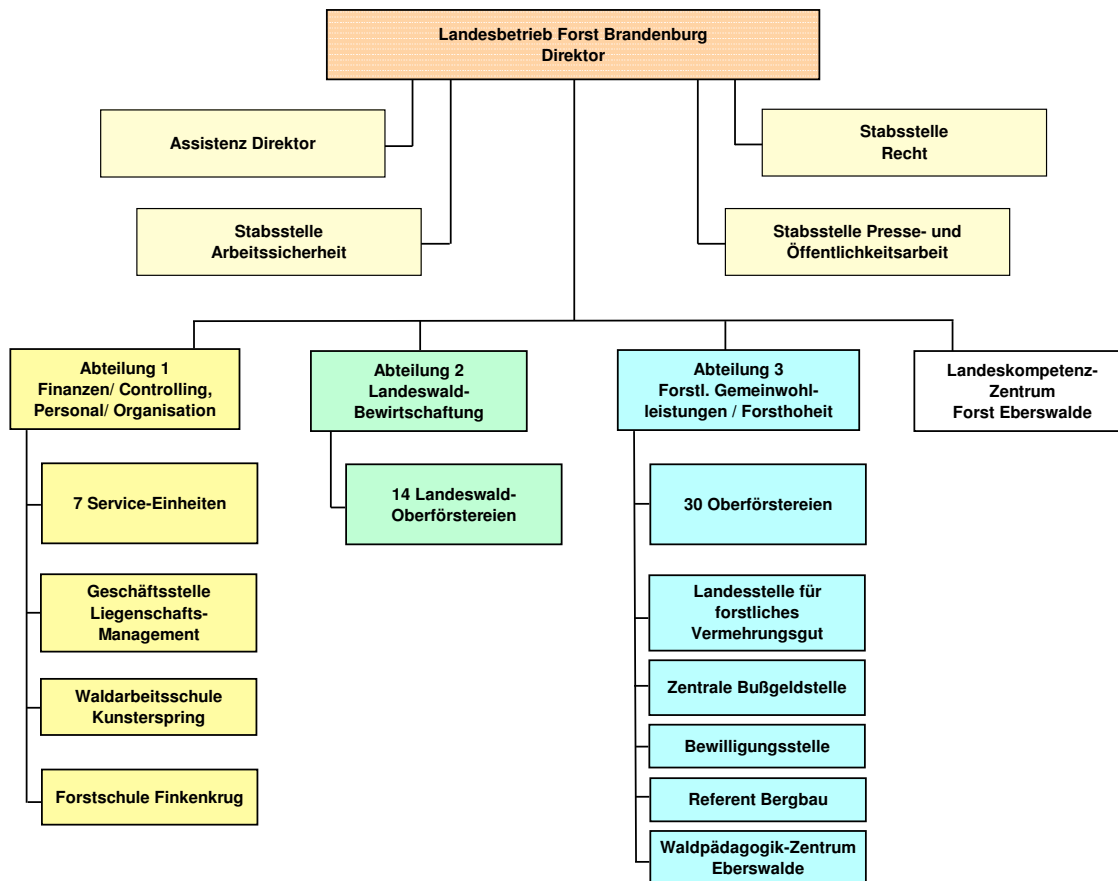 Landesbetrieb Forst Brandenburg
Direktor
Assistenz Direktor
Stabsstelle
Recht
Stabsstelle
Arbeitssicherheit
Stabsstelle Presse- und
Öffentlichkeitsarbeit
Abteilung 1
Finanzen/ Controlling,
Personal/ Organisation
7 Service-Einheiten
Geschäftsstelle
Liegenschafts-
Management
Waldarbeitsschule
Kunsterspring
Forstschule Finkenkrug
Abteilung 2
Landeswald-
Bewirtschaftung
14 Landeswald-
Oberförstereien
Abteilung 3
Forstl. Gemeinwohl-
leistungen / Forsthoheit
30 Oberförstereien
Landesstelle für
forstliches
Vermehrungsgut
Zentrale Bußgeldstelle
Bewilligungsstelle
Referent Bergbau
Waldpädagogik-Zentrum
Eberswalde
Landeskompetenz-
Zentrum
Forst Eberswalde